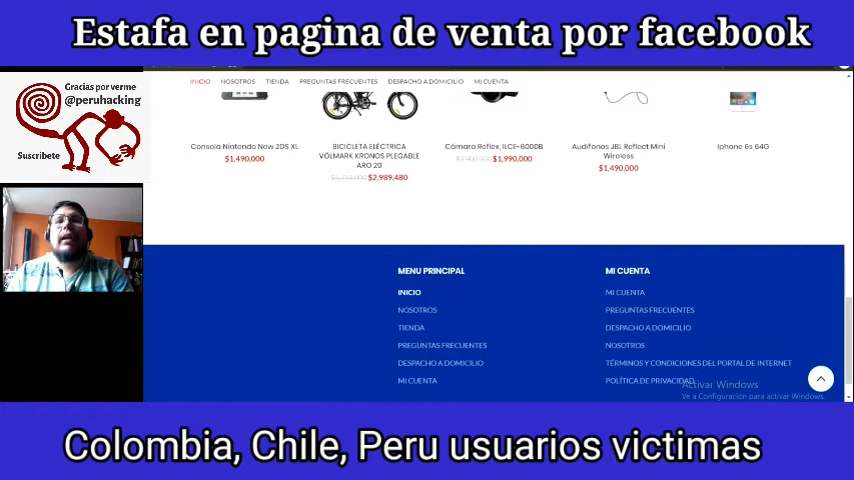 Estafa en pagina de venta por facebook
Gracias por verme
@peruhacking
Suscribete
INICIO NOSOTROS TIENDA PREGUNTAS FRECUENTES DESPACHO A DOMICILIO MI CUENTA
Consola Nintendo New 2DS XL
$1,490,000
BICICLETA ELÉCTRICA
VÖLMARK KRONOS PLEGABLE
ARO 20
$2,989,480
Cámara Reflex, ILCE-6000B
$1,990,000
Audífonos JBL Reflect Mini
Wireless
$1,490,000
Iphone 6s 64G
MENU PRINCIPAL
INICIO
NOSOTROS
TIENDA
PREGUNTAS FRECUENTES
DESPACHO A DOMICILIO
MI CUENTA
MI CUENTA
MI CUENTA
PREGUNTAS FRECUENTES
DESPACHO A DOMICILIO
NOSOTROS
TÉRMINOS Y CONDICIONES DEL PORTAL DE INTERNET
POLÍTICA DE PRIVACIDAD
Activar Windows
Ve a Configuración para activar Windows.
Colombia, Chile, Peru usuarios victimas